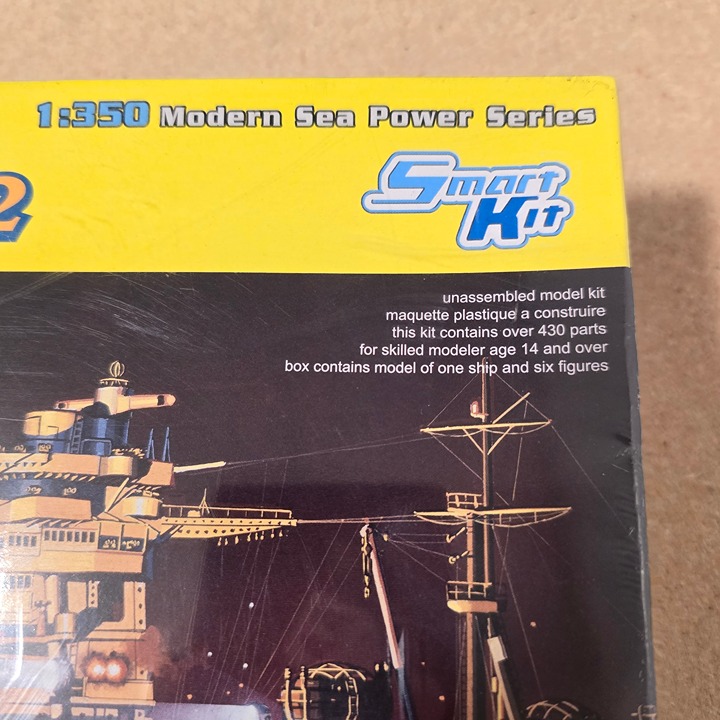 1:350 Modern Sea Power Series
2
Smart
Kit
unassembled model kit
maquette plastique a construire
this kit contains over 430 parts
for skilled modeler age 14 and over
box contains model of one ship and six figures